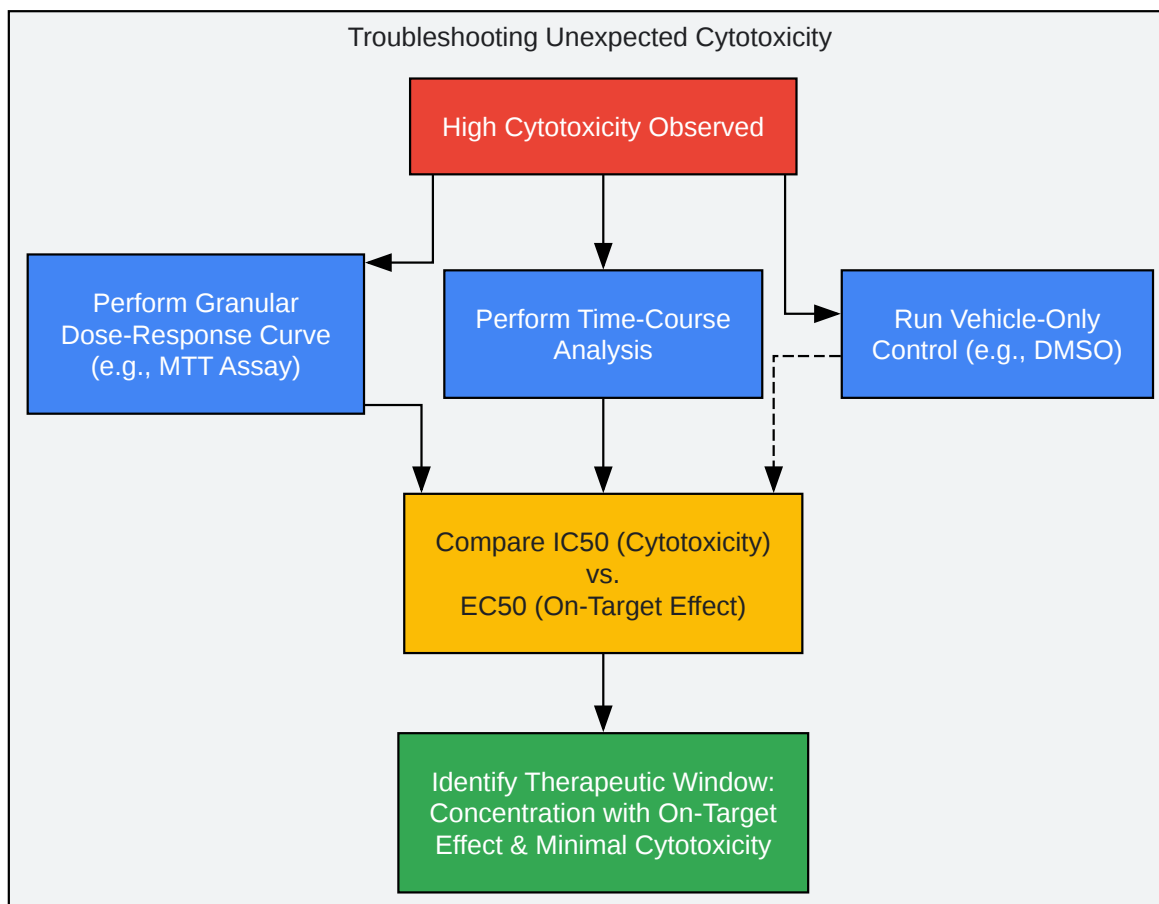 Troubleshooting Unexpected Cytotoxicity
High Cytotoxicity Observed
Perform Granular
Dose-Response Curve
(e.g., MTT Assay)
Perform Time-Course
Analysis
Run Vehicle-Only
Control (e.g., DMSO)
Compare IC50 (Cytotoxicity)
vs.
EC50 (On-Target Effect)
Identify Therapeutic Window:
Concentration with On-Target
Effect & Minimal Cytotoxicity